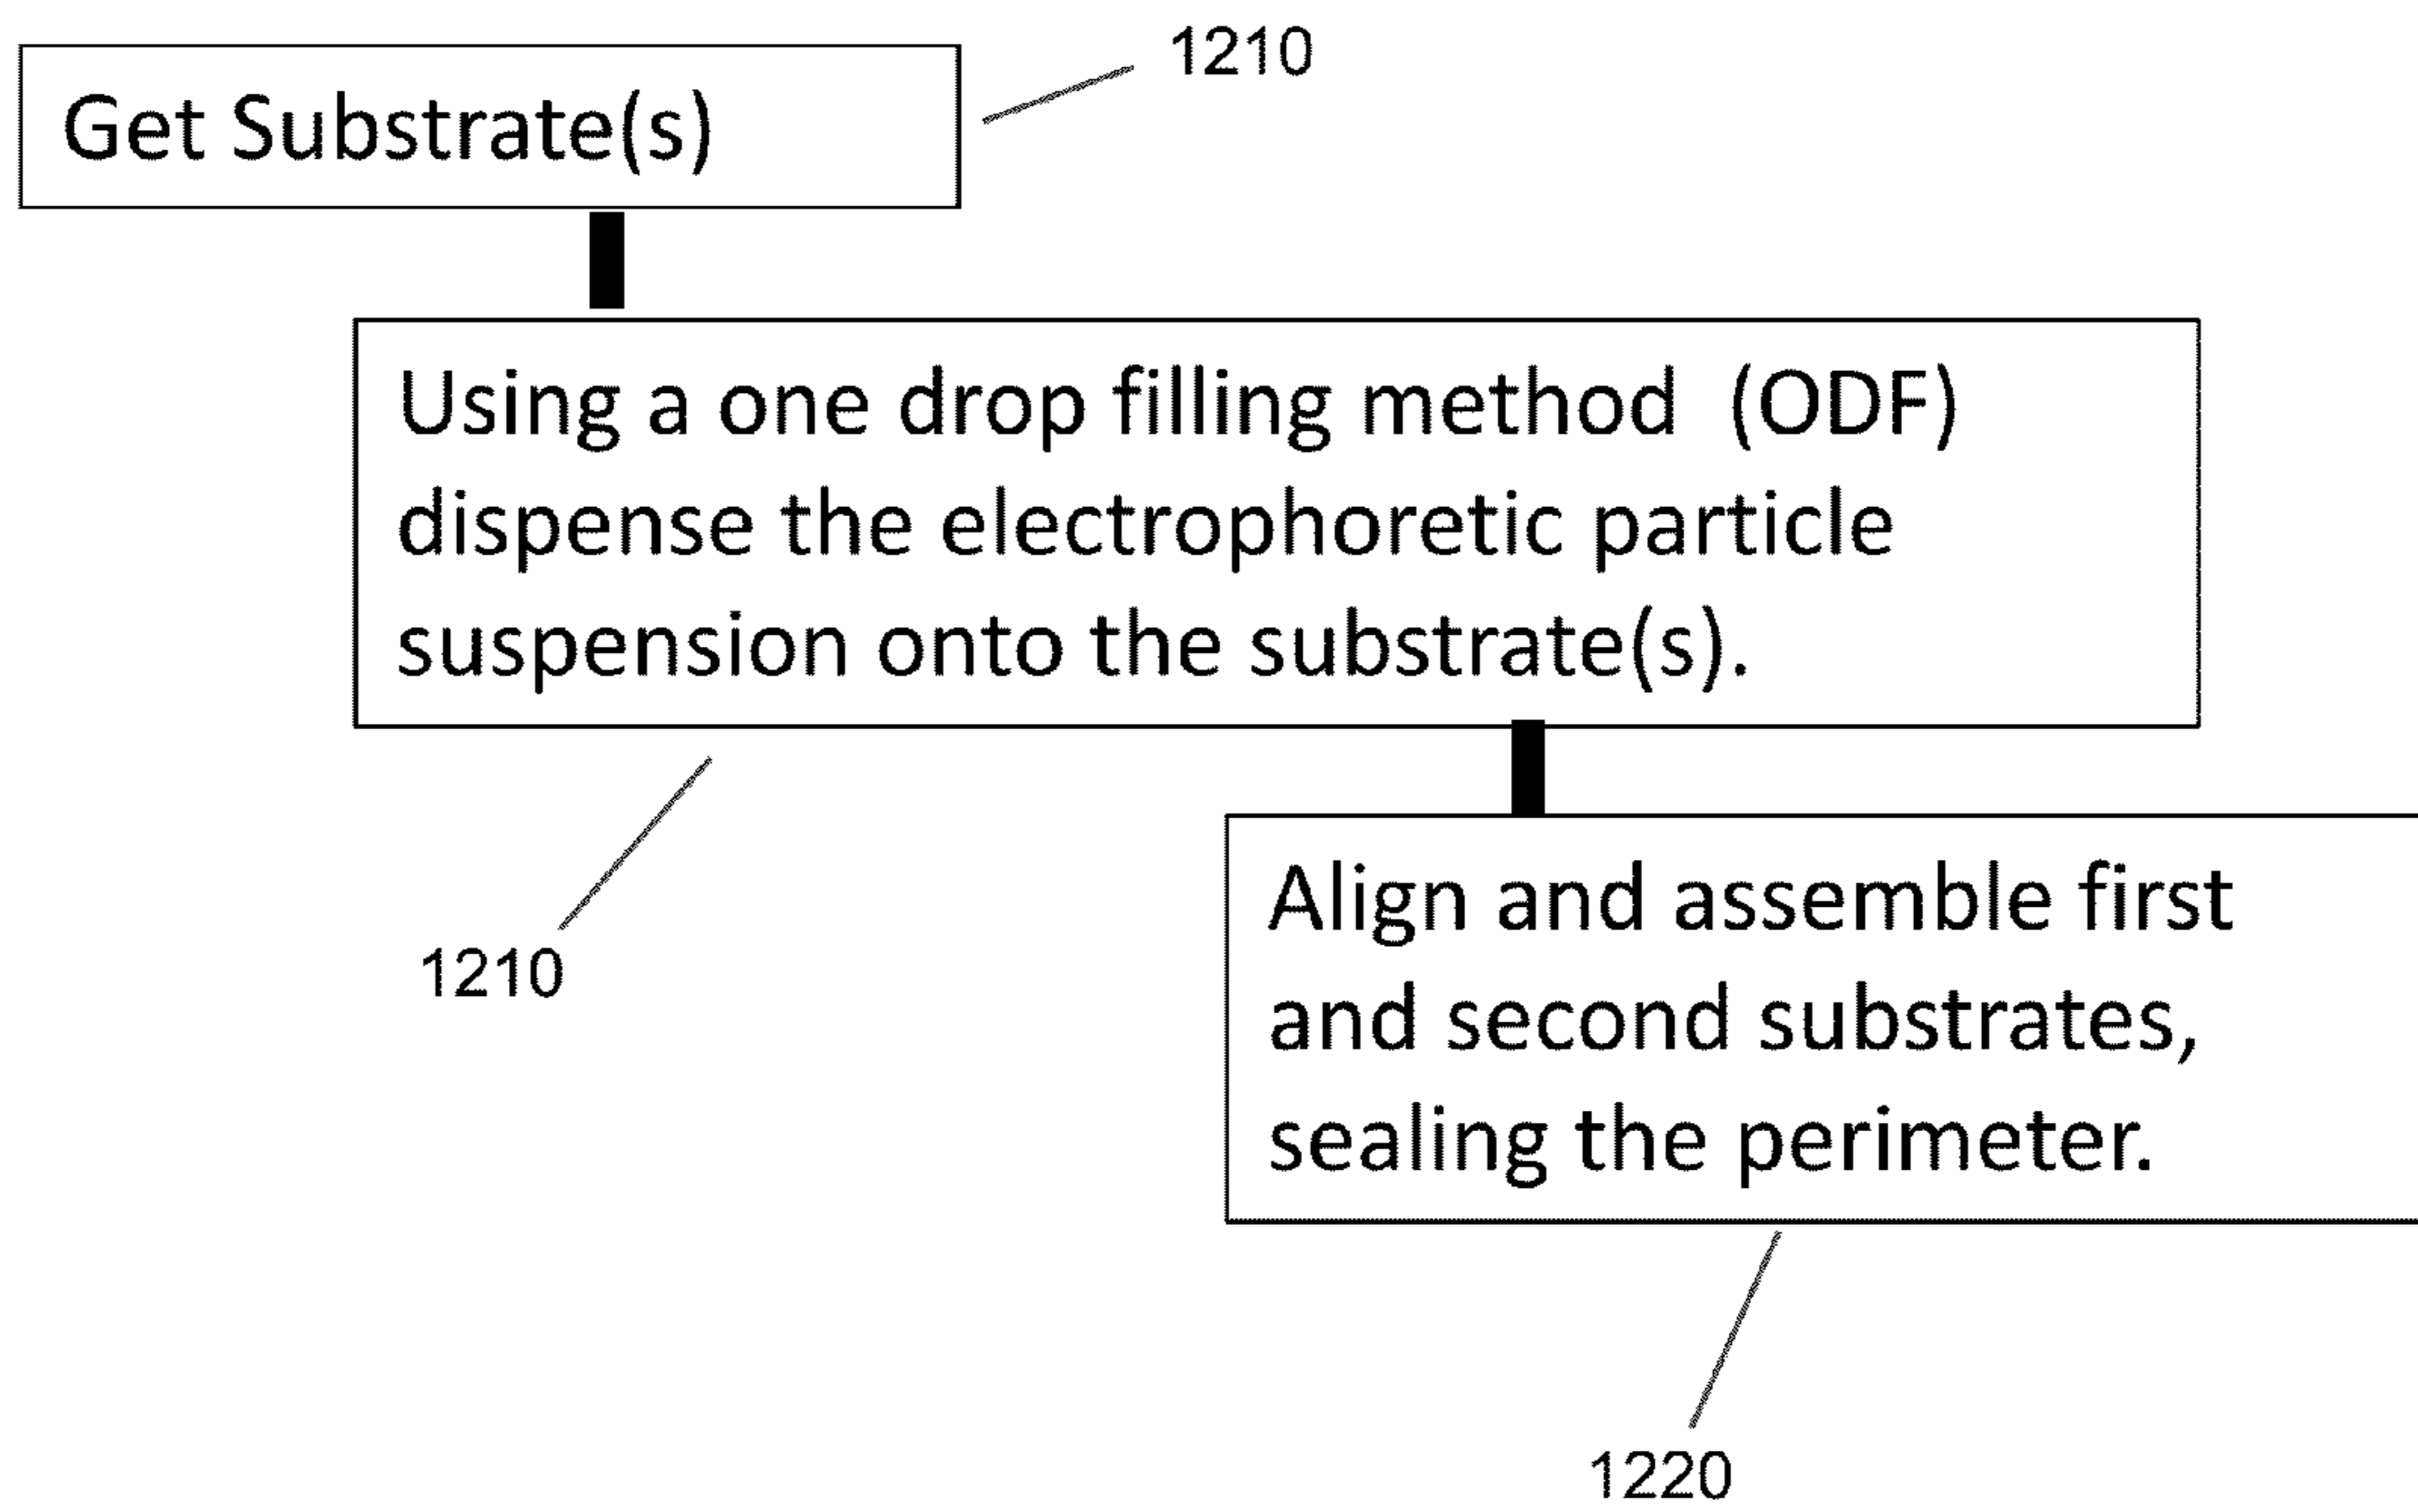 1210
Get Substrate(s)
Using a one drop filling method (ODF)
dispense the electrophoretic particle
suspension onto the substrate(s).
1210
Align and assemble first
and second substrates,
sealing the perimeter.
1220